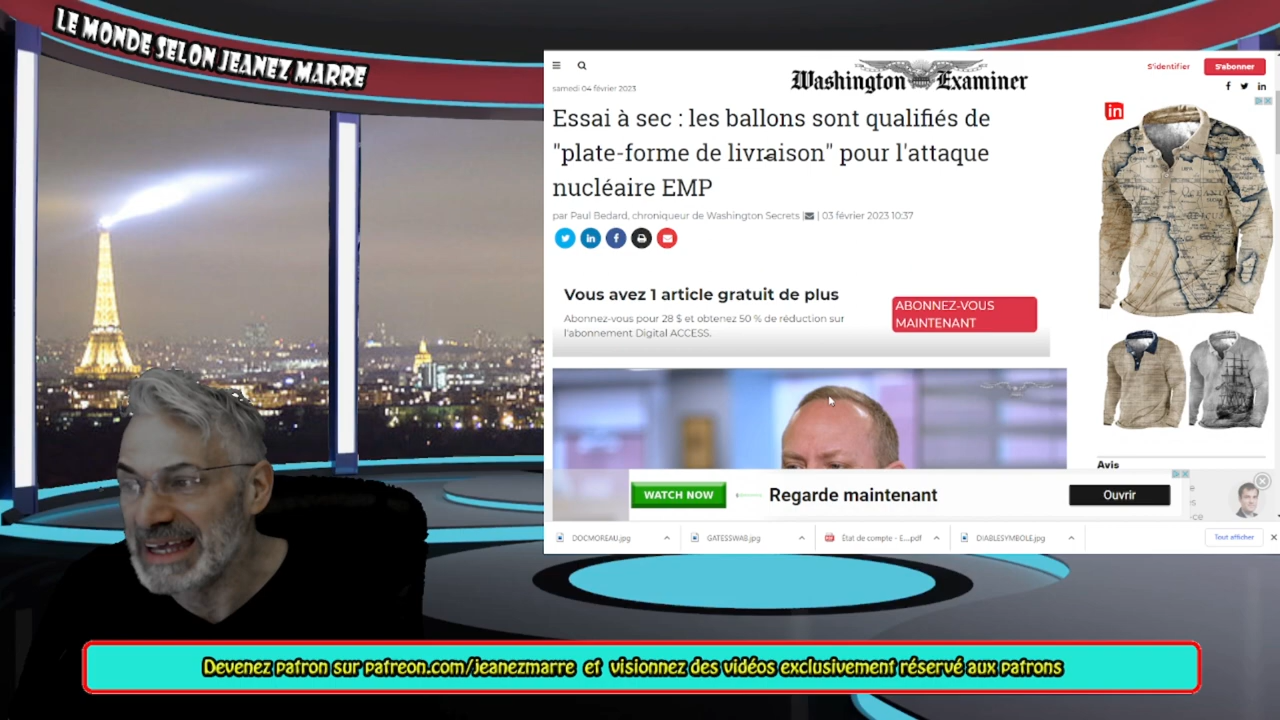 LE MONDE SELON JEANEZ MARRE
Washington Examiner
S'identifier
S'abonner
samedi 04 février 2023
Essai à sec : les ballons sont qualifiés de
"plate-forme de livraison" pour l'attaque
nucléaire EMP
par Paul Bedard, chroniqueur de Washington Secrets | | 03 février 2023 10:37
Vous avez 1 article gratuit de plus
Abonnez-vous pour 28 $ et obtenez 50 % de réduction sur
l'abonnement Digital ACCESS.
ABONNEZ-VOUS
MAINTENANT
Avis
WATCH NOW
Regarde maintenant
Ouvrir
DOCMOREAU.jpg
GATESSWAB.jpg
État de compte - E....pdf
DIABLESYMBOLE.jpg
Tout afficher
Devenez patron sur patreon.com/jeanezmarre et visionnez des vidéos exclusivement réservé aux patrons